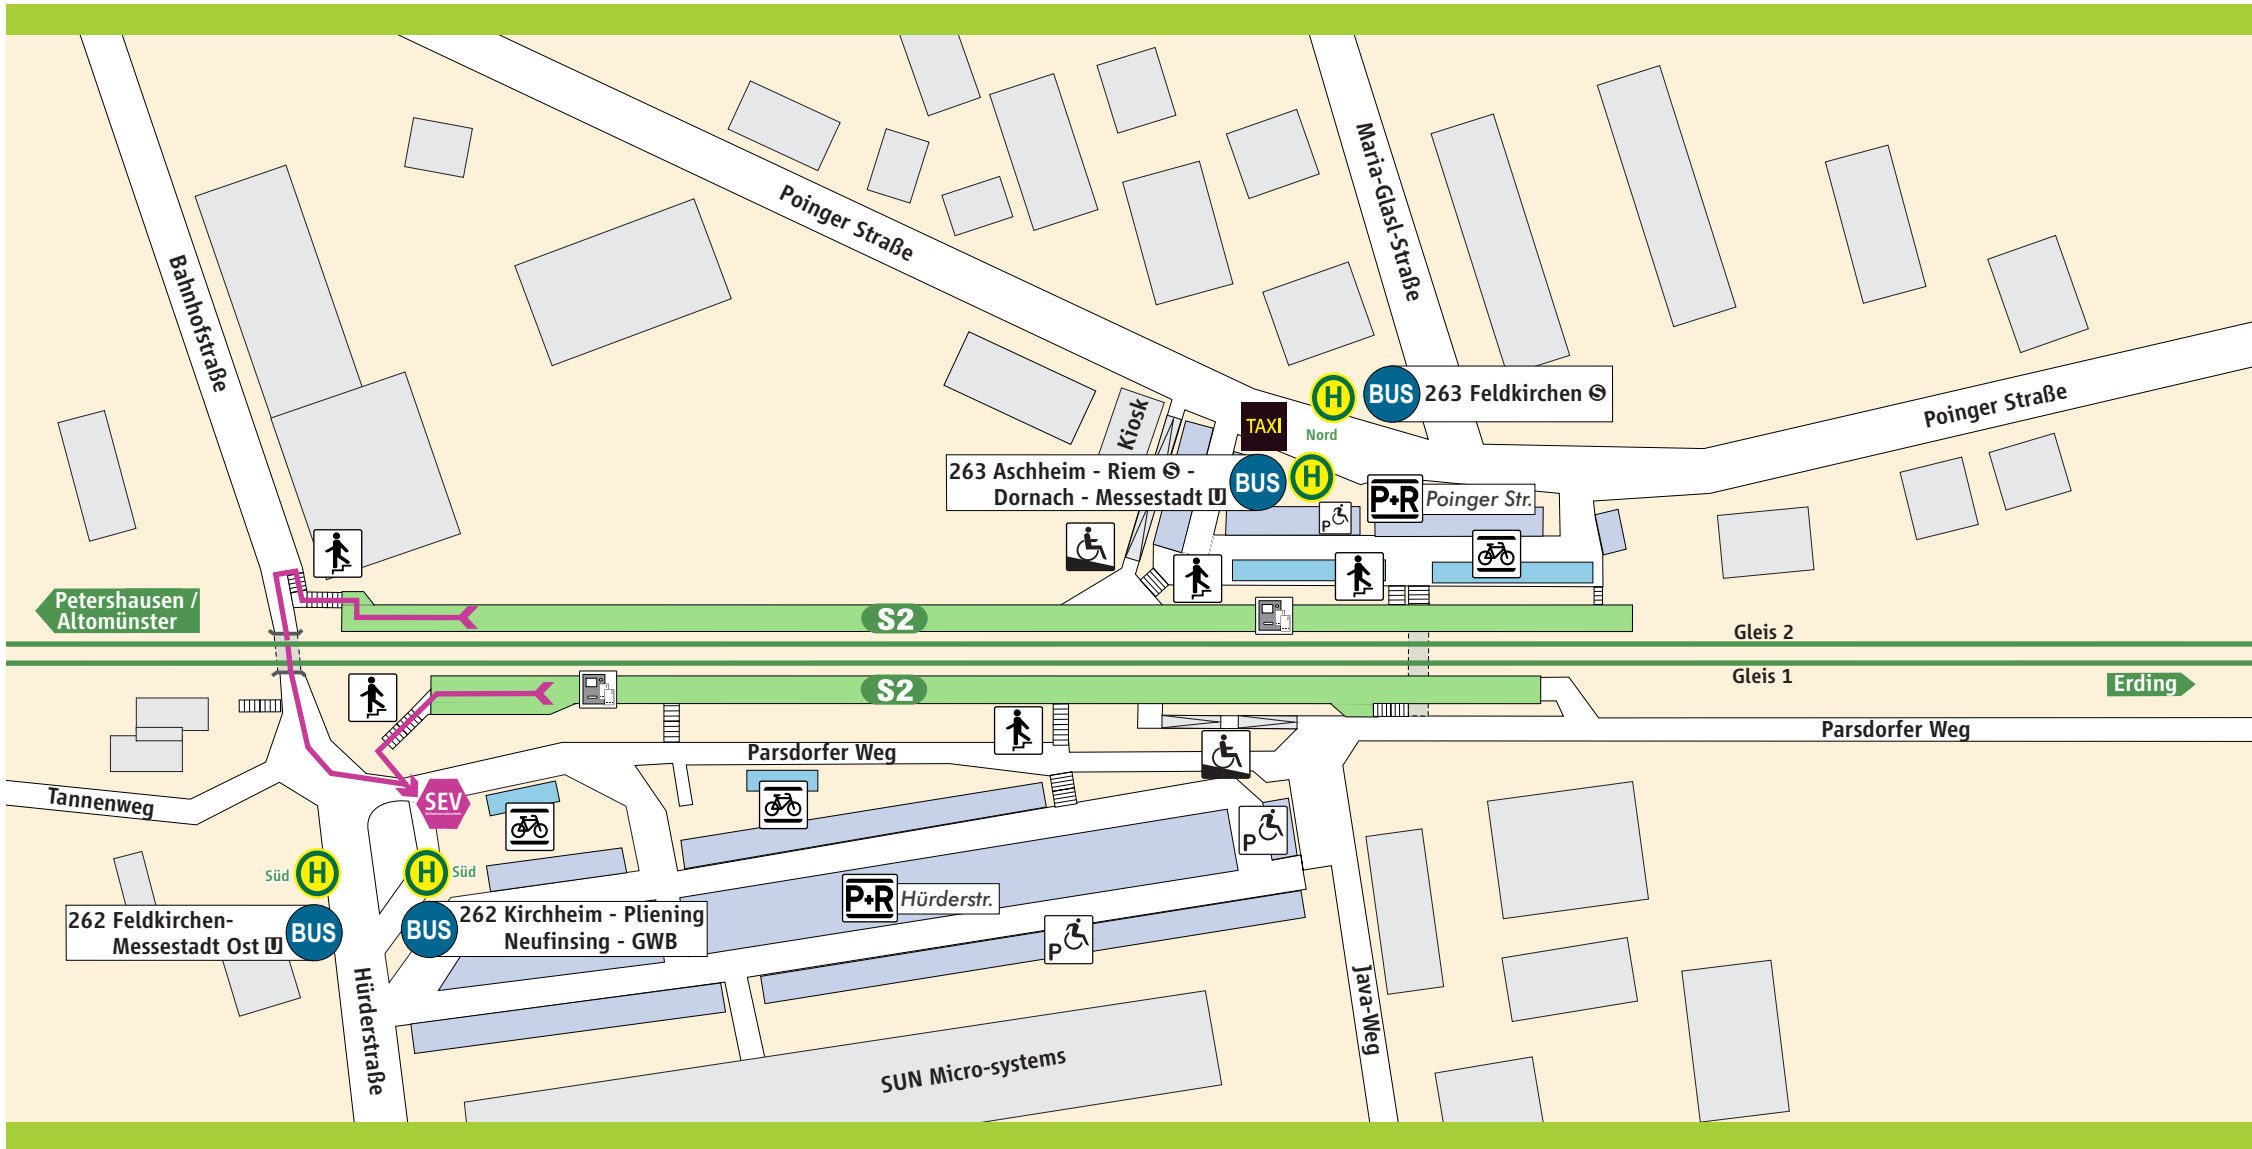 Poinger Straße
Maria-Glasl-Straße
Bahnhofstraße
Kiosk
TAXI
H
Nord
BUS
263 Feldkirchen S
Poinger Straße
263 Aschheim - Riem S -
Dornach - Messestadt U
BUS
H
P+R
Poinger Str.
P
Petershausen /
Altomünster
S2
Gleis 2
S2
Gleis 1
Erding
Parsdorfer Weg
Parsdorfer Weg
Tannenweg
SEV
P
Süd
H
H
Süd
262 Feldkirchen-
Messestadt Ost U
BUS
BUS
262 Kirchheim - Pliening
Neufinsing - GWB
P+R
Hürderstr.
P
Hürderstraße
Java-Weg
SUN Micro-systems